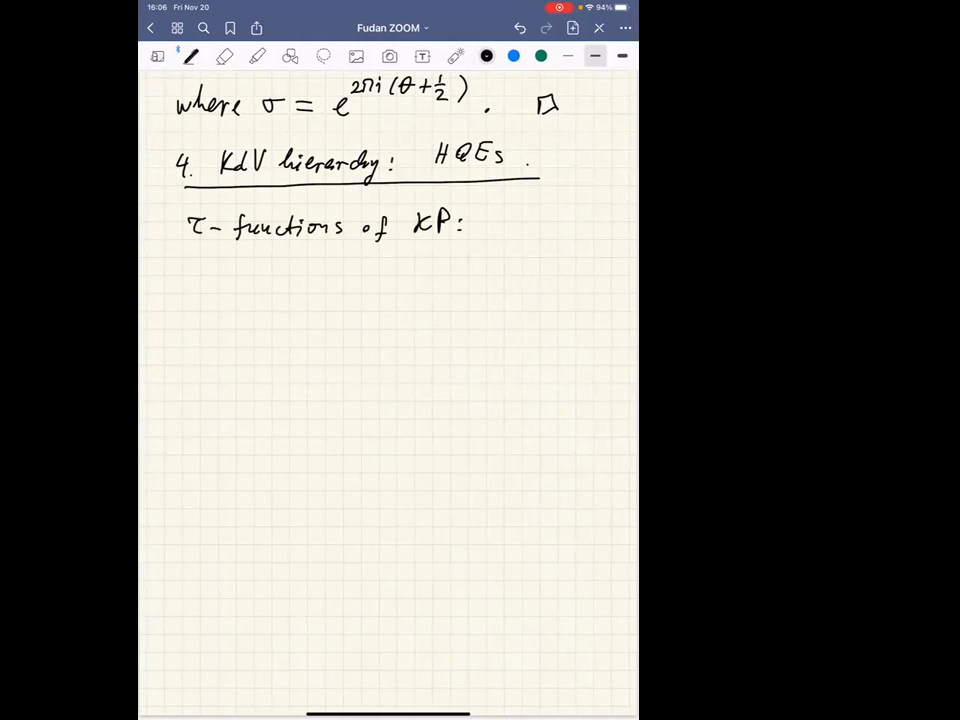 16:06 Fri Nov 20
94%
Fudan ZOOM
where σ = e^{2πi(θ+1/2)} . □
4. KdV hierarchy: HQEs .
τ-functions of KP: